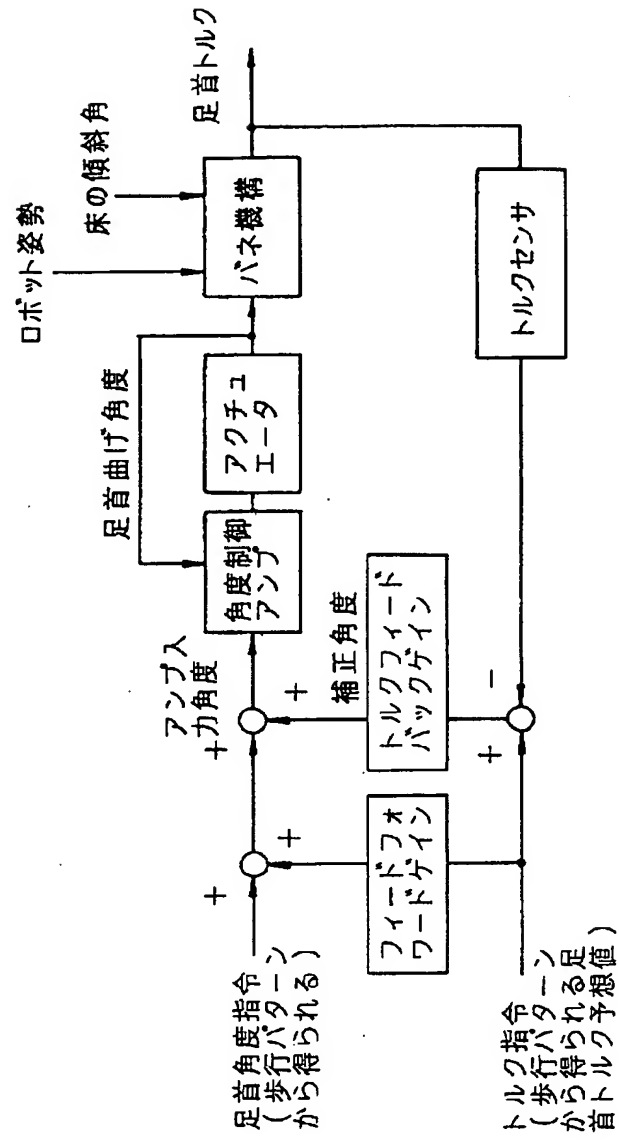 ロボット姿勢
床の傾斜角
足首曲げ角度
足首トルク
アンプ入
力角度
角度制御
アンプ
アクチュ
エータ
バネ機構
足首角度指令
(歩行パターン
から得られる)
+
+
+
+
補正角度
フィードフォ
ワードゲイン
トルクフィード
バックゲイン
トルクセンサ
+
-
トルク指令
(歩行パターン
から得られる足
首トルク予想値)